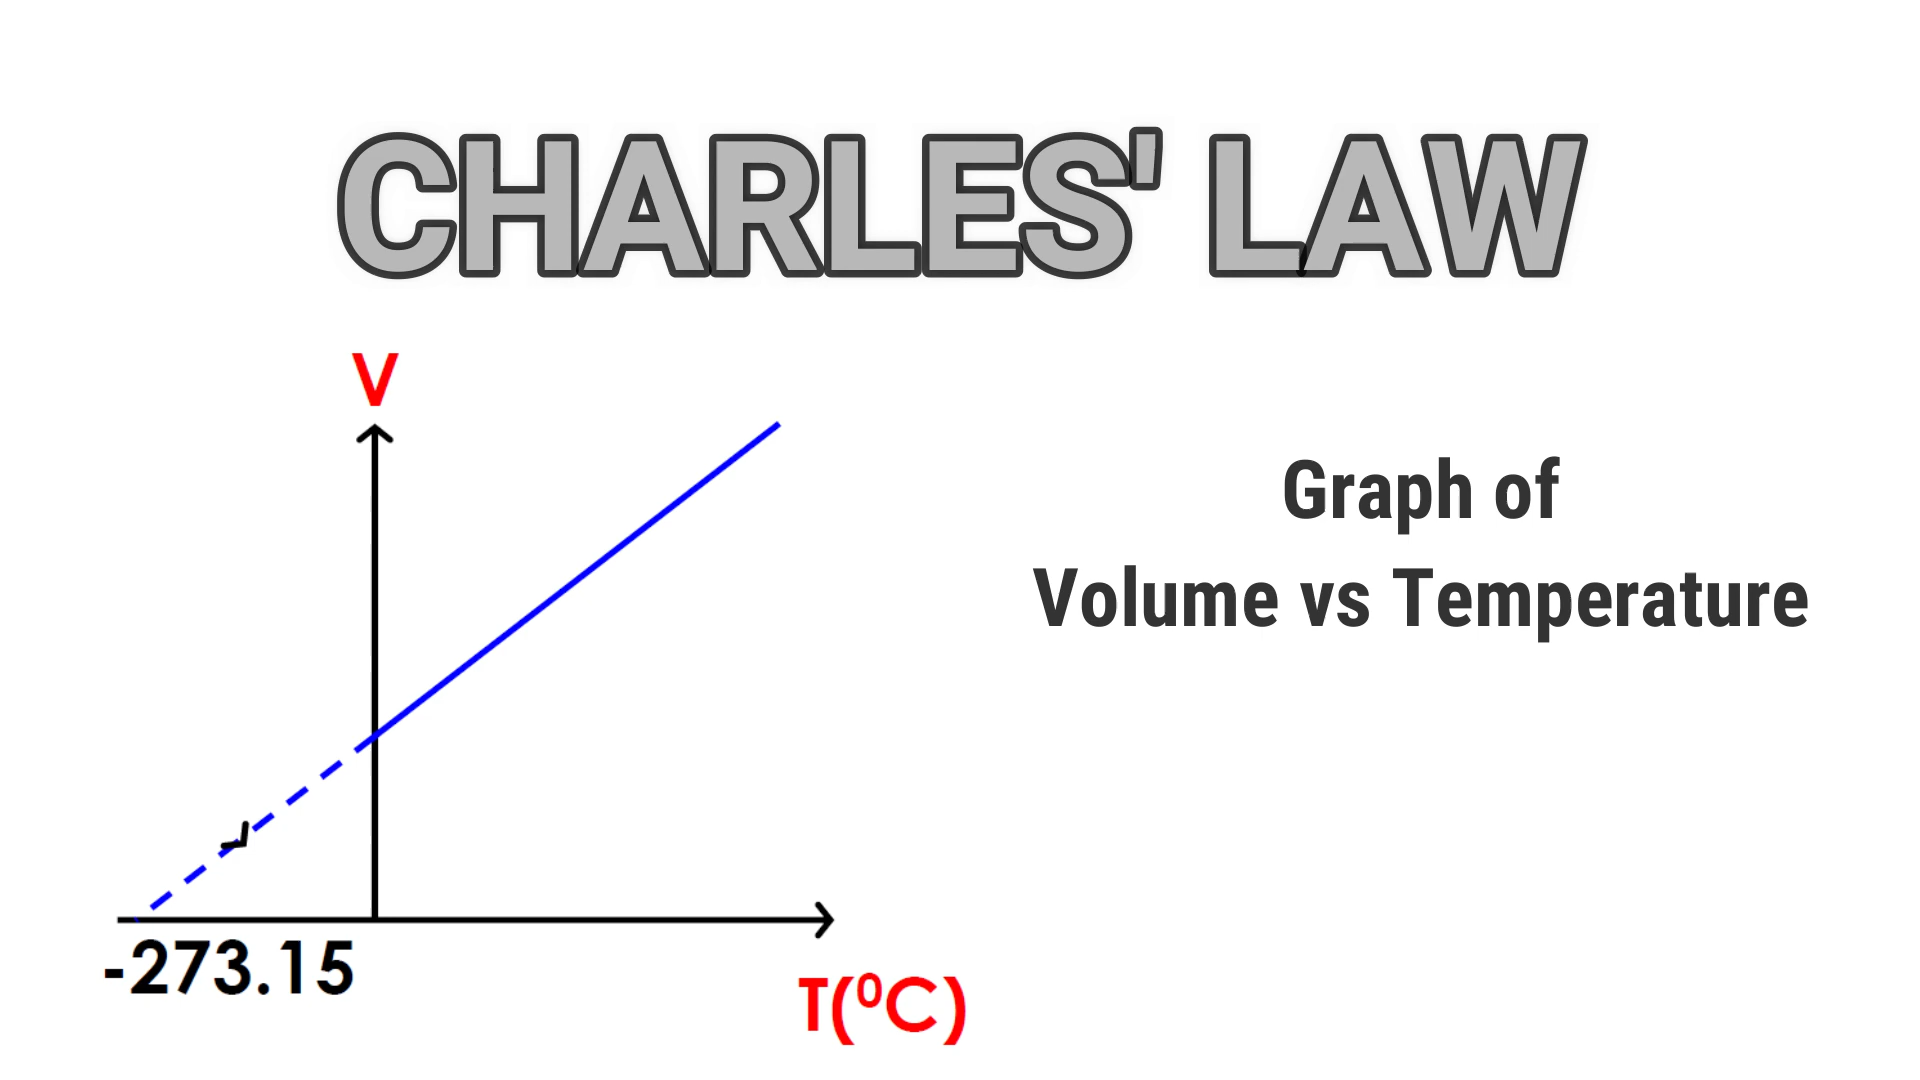 CHARLES' LAW
V
Graph of
Volume vs Temperature
-273.15
T(⁰C)